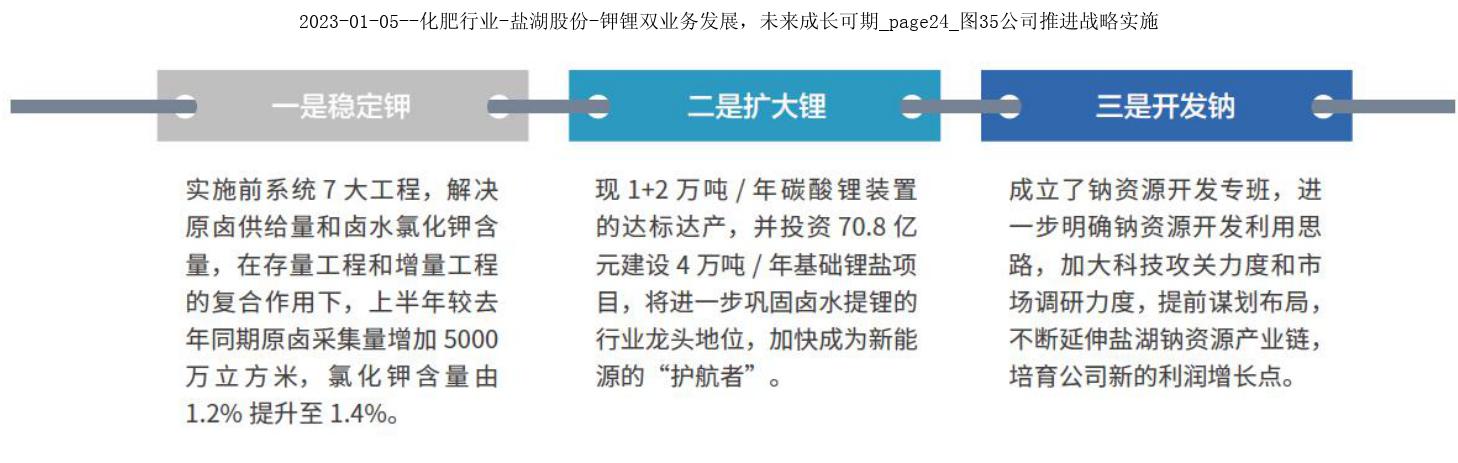 2023-01-05--化肥行业-盐湖股份-钾锂双业务发展，未来成长可期_page24_图35公司推进战略实施
一是稳定钾
实施前系统 7 大工程，解决
原卤供给量和卤水氯化钾含
量，在存量工程和增量工程
的复合作用下，上半年较去
年同期原卤采集量增加 5000
万立方米，氯化钾含量由
1.2% 提升至 1.4%。
二是扩大锂
现 1+2 万吨 / 年碳酸锂装置
的达标达产，并投资 70.8 亿
元建设 4 万吨 / 年基础锂盐项
目，将进一步巩固卤水提锂的
行业龙头地位，加快成为新能
源的“护航者”。
三是开发钠
成立了钠资源开发专班，进
一步明确钠资源开发利用思
路，加大科技攻关力度和市
场调研力度，提前谋划布局，
不断延伸盐湖钠资源产业链，
培育公司新的利润增长点。